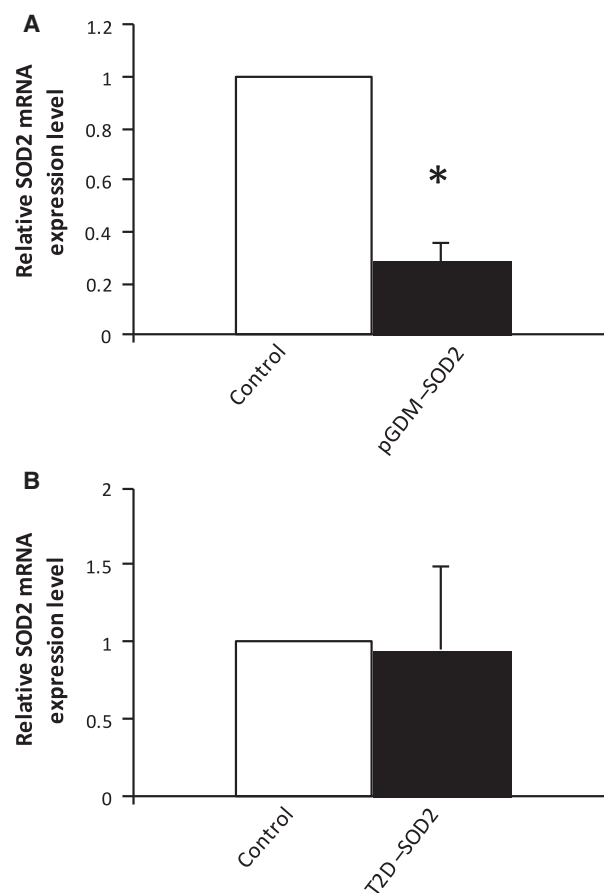 A
Relative SOD2 mRNA
expression level
1.2
1
0.8
0.6
0.4
0.2
0
*
Control
pGDM–SOD2
B
Relative SOD2 mRNA
expression level
2
1.5
1
0.5
0
Control
T2D–SOD2